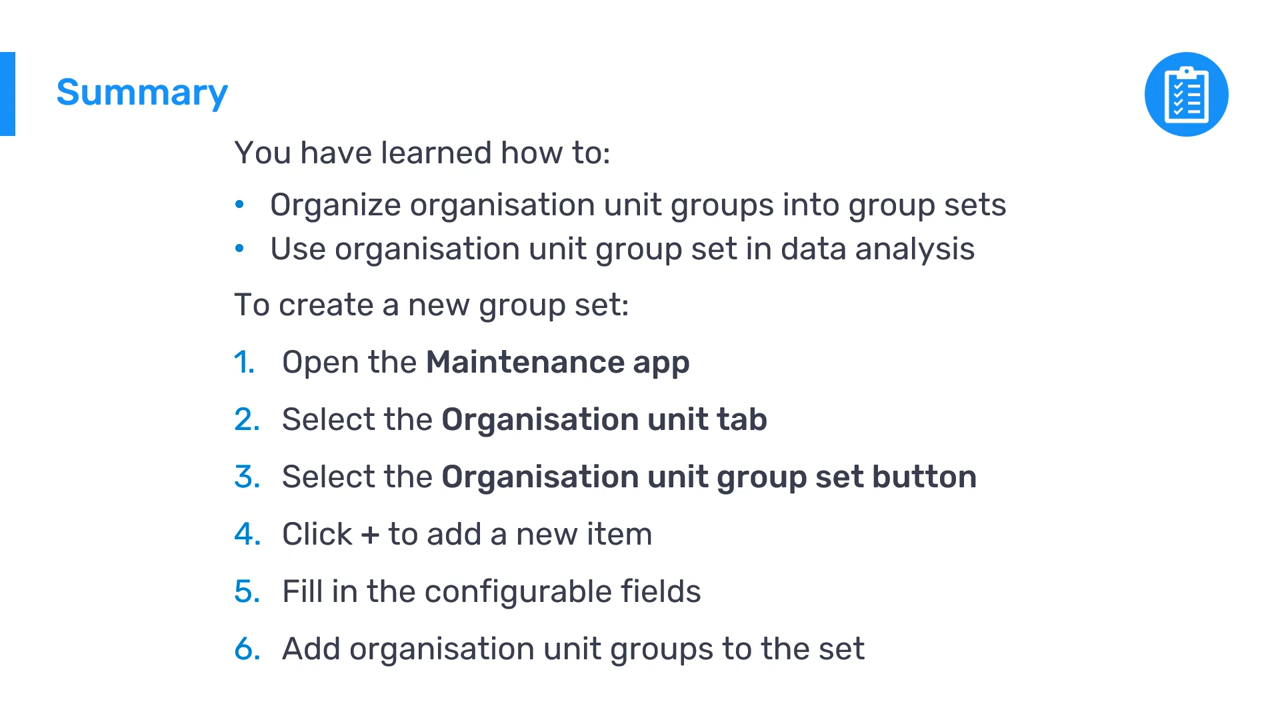 Summary
You have learned how to:
• Organize organisation unit groups into group sets
• Use organisation unit group set in data analysis
To create a new group set:
1. Open the Maintenance app
2. Select the Organisation unit tab
3. Select the Organisation unit group set button
4. Click + to add a new item
5. Fill in the configurable fields
6. Add organisation unit groups to the set